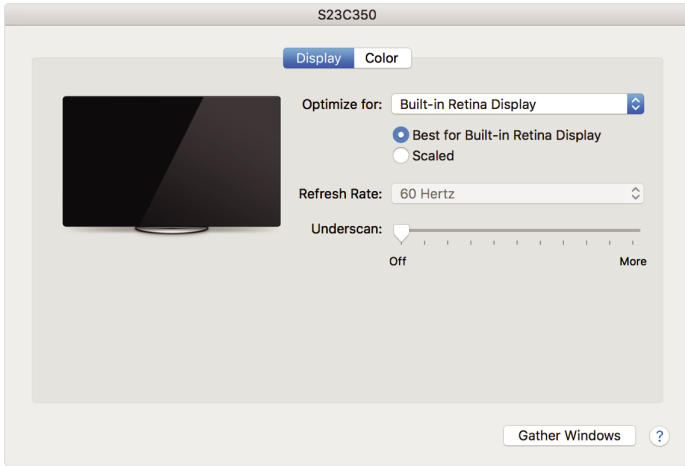 S23C350
Display Color
Optimize for: Built-in Retina Display
Best for Built-in Retina Display
Scaled
Refresh Rate: 60 Hertz
Underscan:
Off More
Gather Windows ?